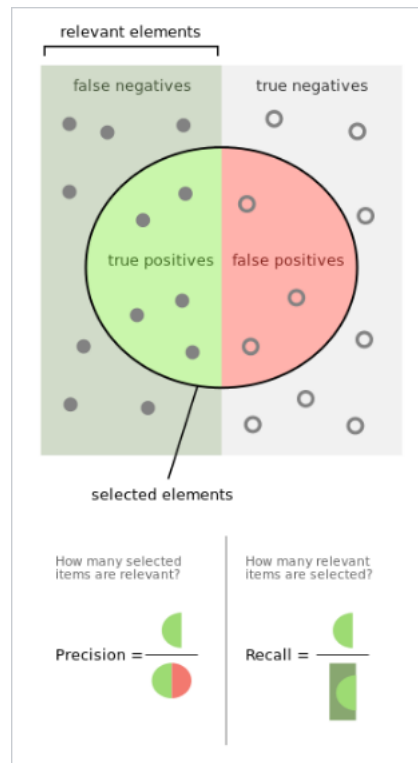 relevant elements
false negatives
true negatives
true positives
false positives
selected elements
How many selected
items are relevant?
How many relevant
items are selected?
Precision =
Recall =